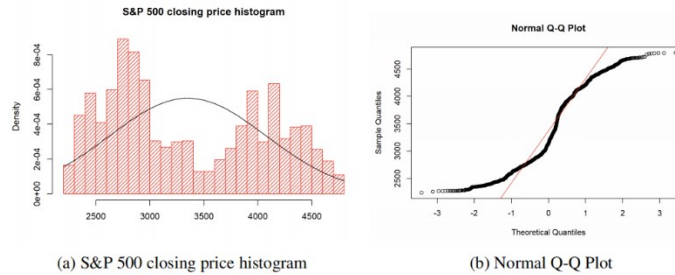 S&P 500 closing price histogram
Density
0e+00 2e-04 4e-04 6e-04 8e-04
2500 3000 3500 4000 4500
(a) S&P 500 closing price histogram
Normal Q-Q Plot
Sample Quantiles
2500 3000 3500 4000 4500
-3 -2 -1 0 1 2 3
Theoretical Quantiles
(b) Normal Q-Q Plot